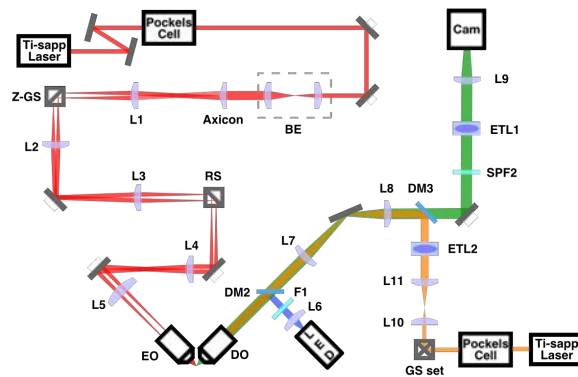 Ti-sapp
Laser
Pockels
Cell
Cam
Z-GS
L1
Axicon
BE
L9
ETL1
SPF2
L2
L3
RS
L8
DM3
L7
ETL2
L4
L5
DM2
F1
L6
L11
L10
EO
DO
LED
GS set
Pockels
Cell
Ti-sapp
Laser